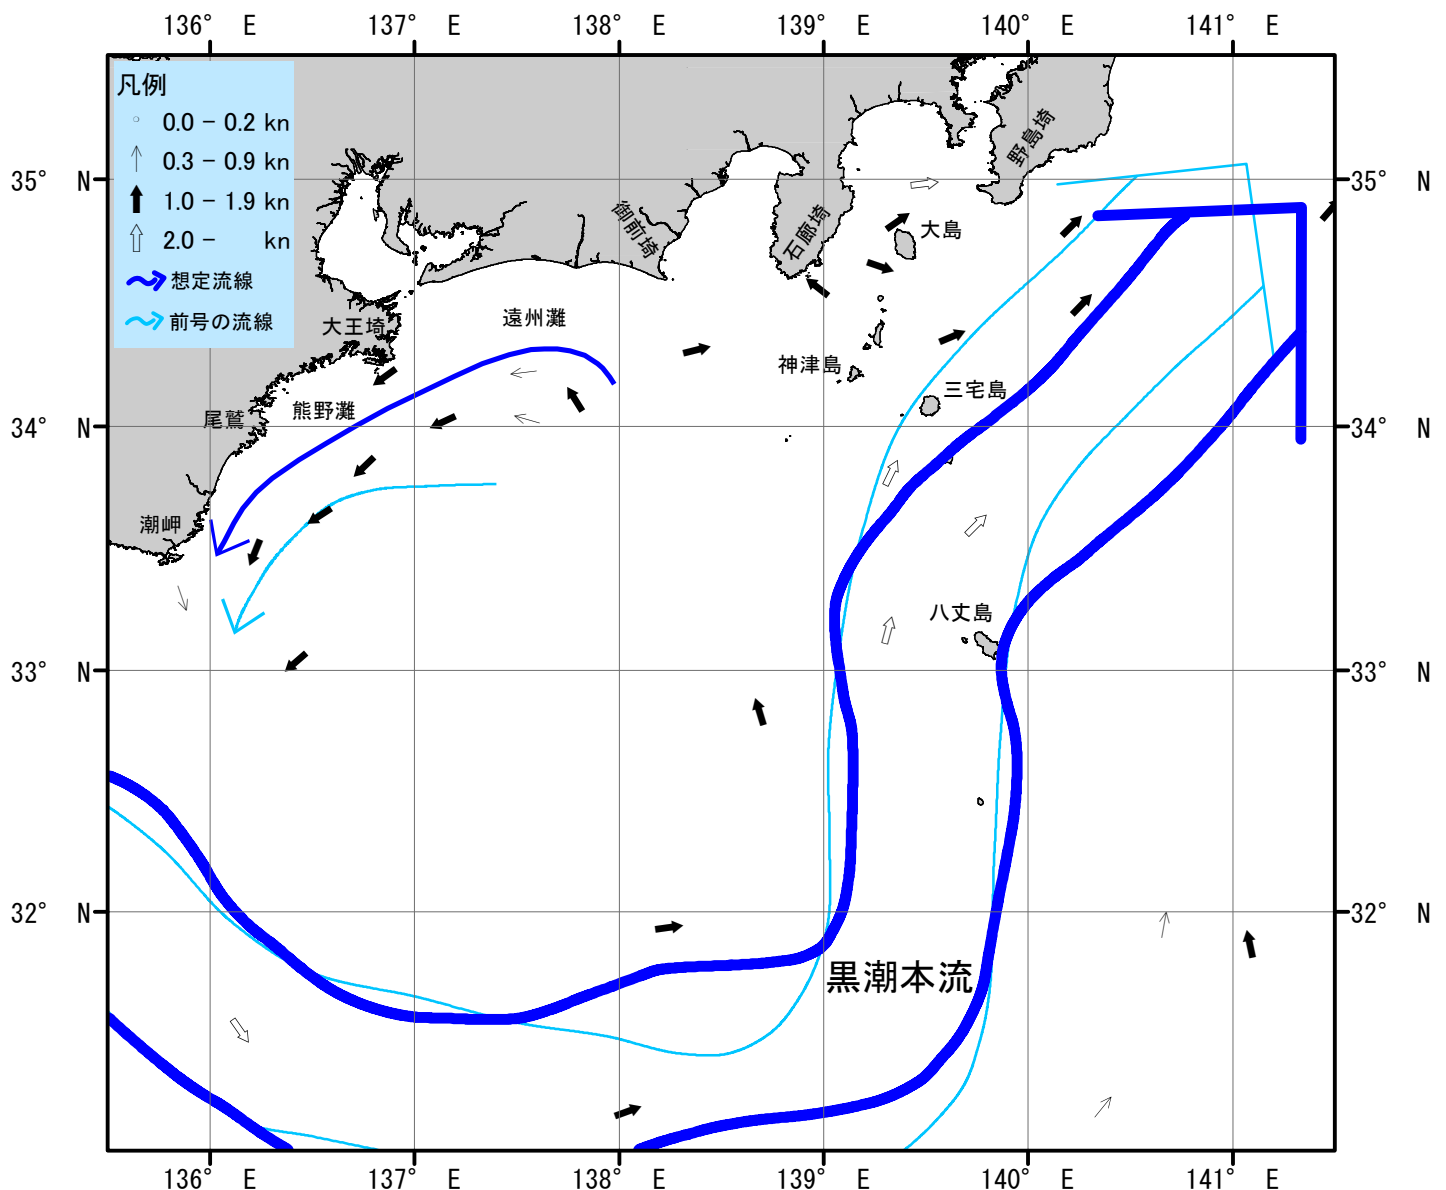 136° E 137° E 138° E 139° E 140° E 141° E
凡例
0.0 - 0.2 kn
0.3 - 0.9 kn
1.0 - 1.9 kn
2.0 - kn
想定流線
前号の流線
35° N
35° N
野島埼
御前埼
石廊埼
大島
遠州灘
大王埼
神津島
三宅島
熊野灘
尾鷲
34° N
34° N
潮岬
八丈島
33° N
33° N
32° N
32° N
黒潮本流
136° E 137° E 138° E 139° E 140° E 141° E